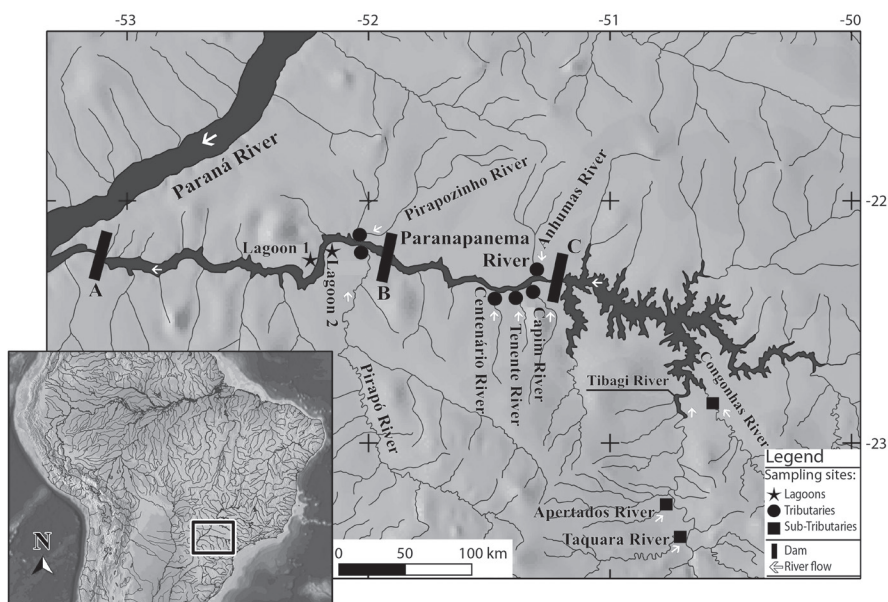 -53
-52
-51
-50
-22
-23
Paraná River
Pirapozinho River
Anhumas River
Paranapanema
River
C
Lagoon 1
Lagoon 2
A
B
Centenário River
Tenente River
Capim River
Pirapó River
Tibagi River
Congonhas River
Apertados River
Taquara River
N
0 50 100 km
Legend
Sampling sites:
Lagoons
Tributaries
Sub-Tributaries
Dam
River flow